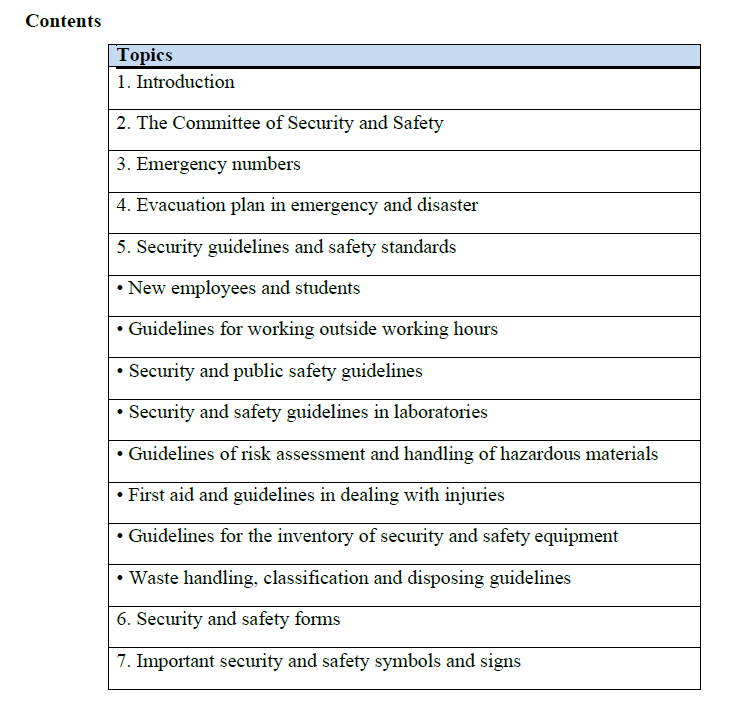 Contents
Topics
1. Introduction
2. The Committee of Security and Safety
3. Emergency numbers
4. Evacuation plan in emergency and disaster
5. Security guidelines and safety standards
• New employees and students
• Guidelines for working outside working hours
• Security and public safety guidelines
• Security and safety guidelines in laboratories
• Guidelines of risk assessment and handling of hazardous materials
• First aid and guidelines in dealing with injuries
• Guidelines for the inventory of security and safety equipment
• Waste handling, classification and disposing guidelines
6. Security and safety forms
7. Important security and safety symbols and signs